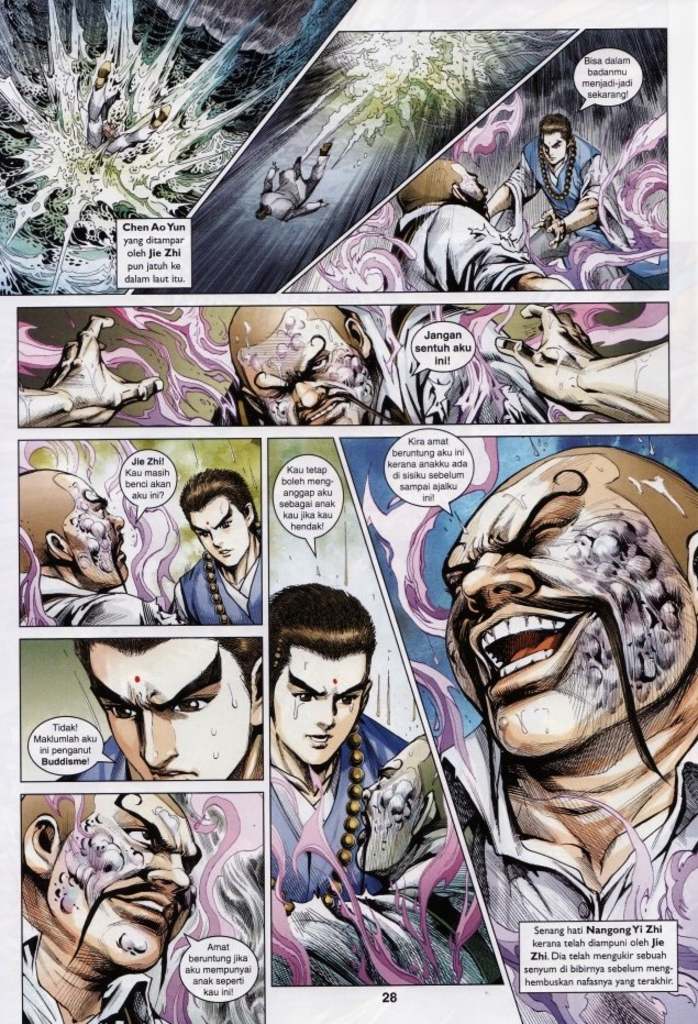 Chen Ao Yun
yang ditampar
oleh Jie Zhi
pun jatuh ke
dalam laut itu.
Bisa dalam
badanmu
menjadi-jadi
sekarang!
Jangan
sentuh aku
ini!
Jie Zhi!
Kau masih
benci akan
aku ini?
Tidak!
Maklumlah aku
ini penganut
Buddisme!
Amat
beruntung jika
aku mempunyai
anak seperti
kau ini!
Kau tetap
boleh meng-
anggap aku
sebagai anak
kau jika kau
hendak!
Kira amat
beruntung aku ini
kerana anakku ada
di sisiku sebelum
sampai ajalku
ini!
Senang hati Nangong Yi Zhi
kerana telah diampuni oleh Jie
Zhi. Dia telah mengukir sebuah
senyum di bibirnya sebelum meng-
hembuskan nafasnya yang terakhir.
28